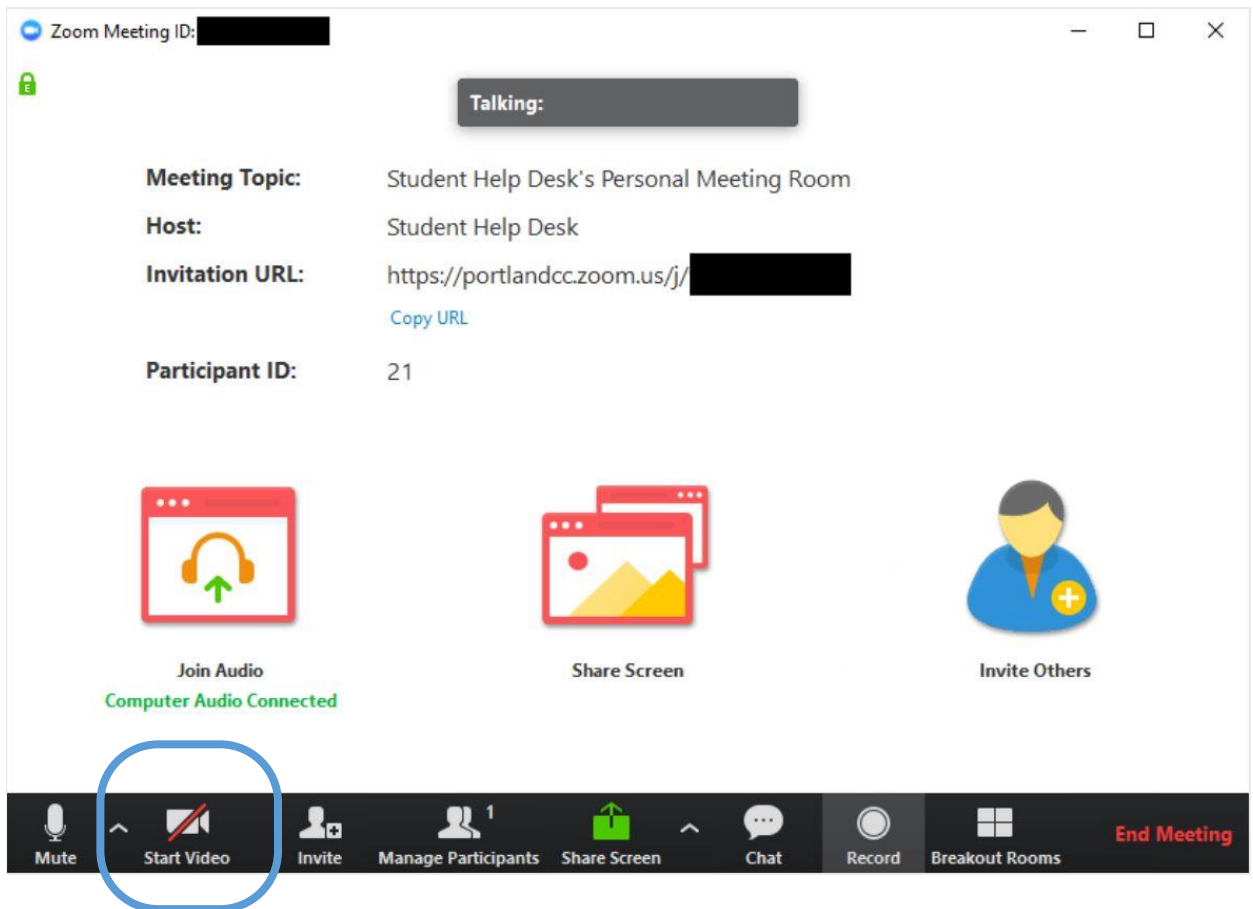 Zoom Meeting ID:
E
Talking:
Meeting Topic: Student Help Desk's Personal Meeting Room
Host: Student Help Desk
Invitation URL: https://portlandcc.zoom.us/j/
Copy URL
Participant ID: 21
Join Audio Share Screen Invite Others
Computer Audio Connected
1
Mute Start Video Invite Manage Participants Share Screen Chat Record Breakout Rooms End Meeting